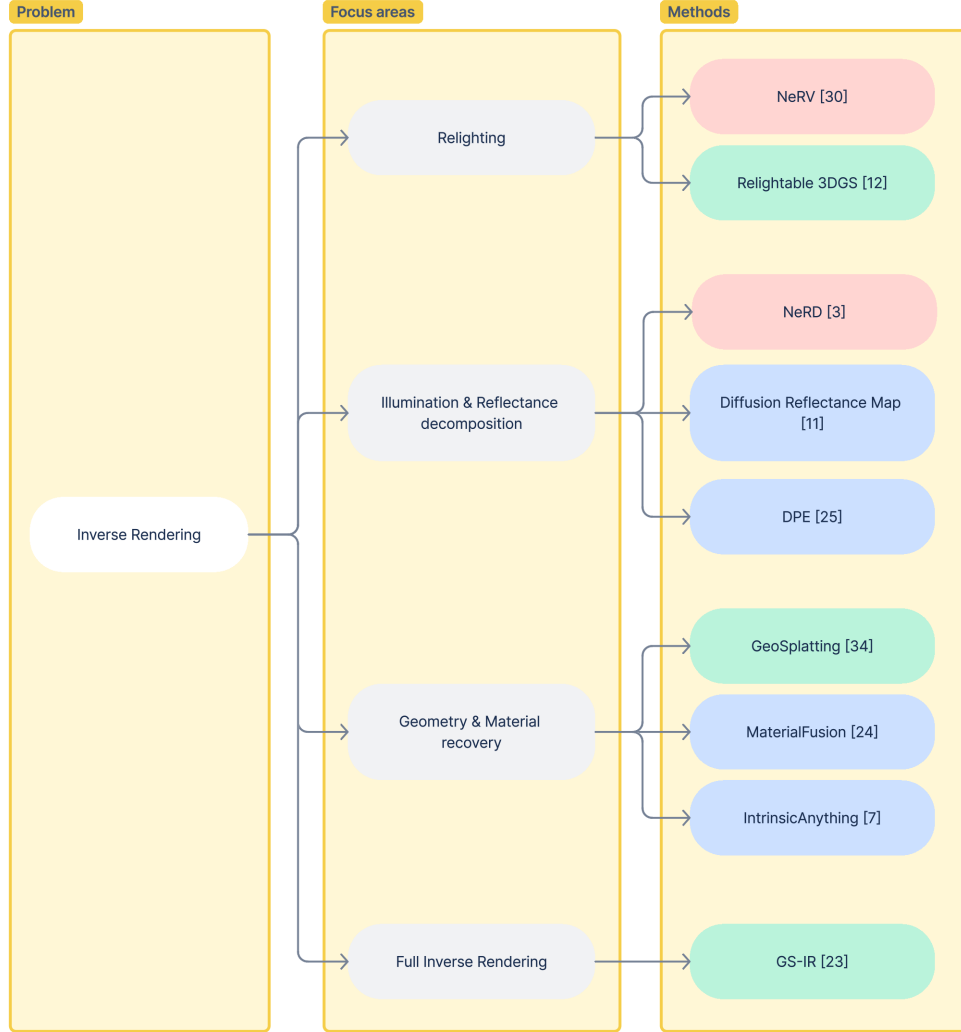 Problem
Focus areas
Methods
Inverse Rendering
Relighting
NeRV [30]
Relightable 3DGS [12]
Illumination & Reflectance
decomposition
NeRD [3]
Diffusion Reflectance Map
[11]
DPE [25]
Geometry & Material
recovery
GeoSplatting [34]
MaterialFusion [24]
IntrinsicAnything [7]
Full Inverse Rendering
GS-IR [23]